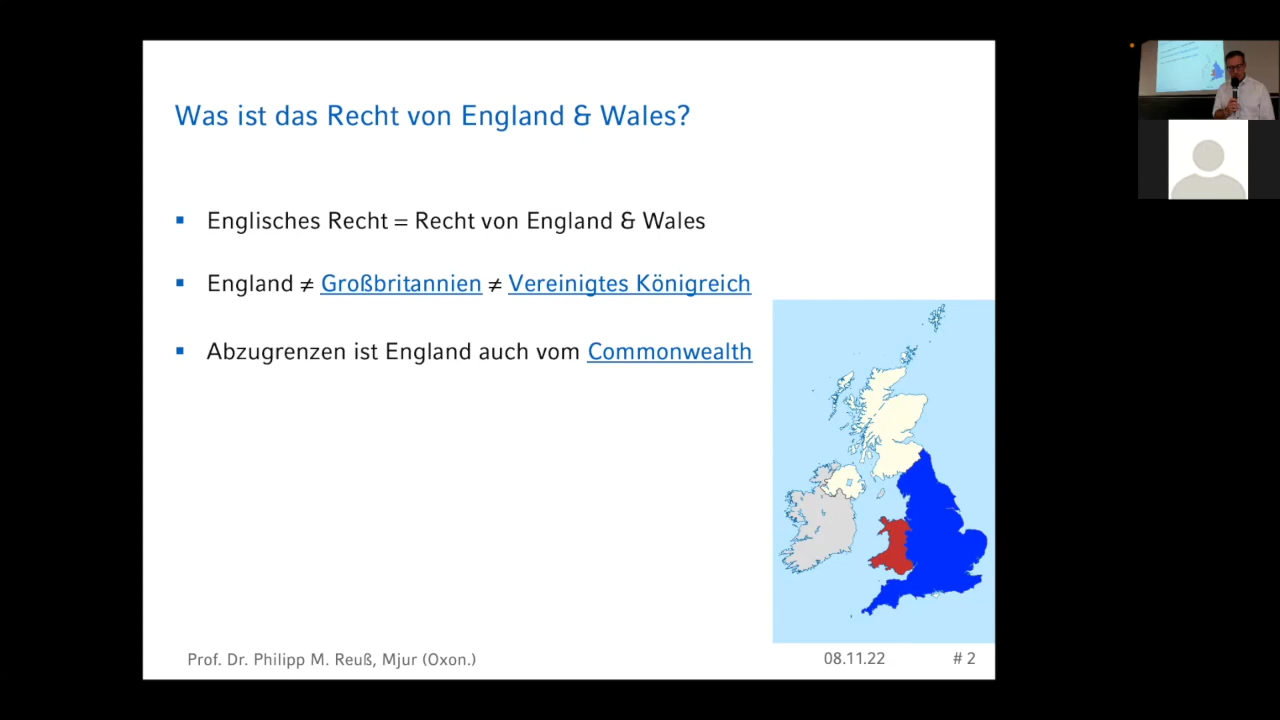 Was ist das Recht von England & Wales?
▪ Englisches Recht = Recht von England & Wales
▪ England ≠ Großbritannien ≠ Vereinigtes Königreich
▪ Abzugrenzen ist England auch vom Commonwealth
Prof. Dr. Philipp M. Reuß, Mjur (Oxon.)
08.11.22
# 2